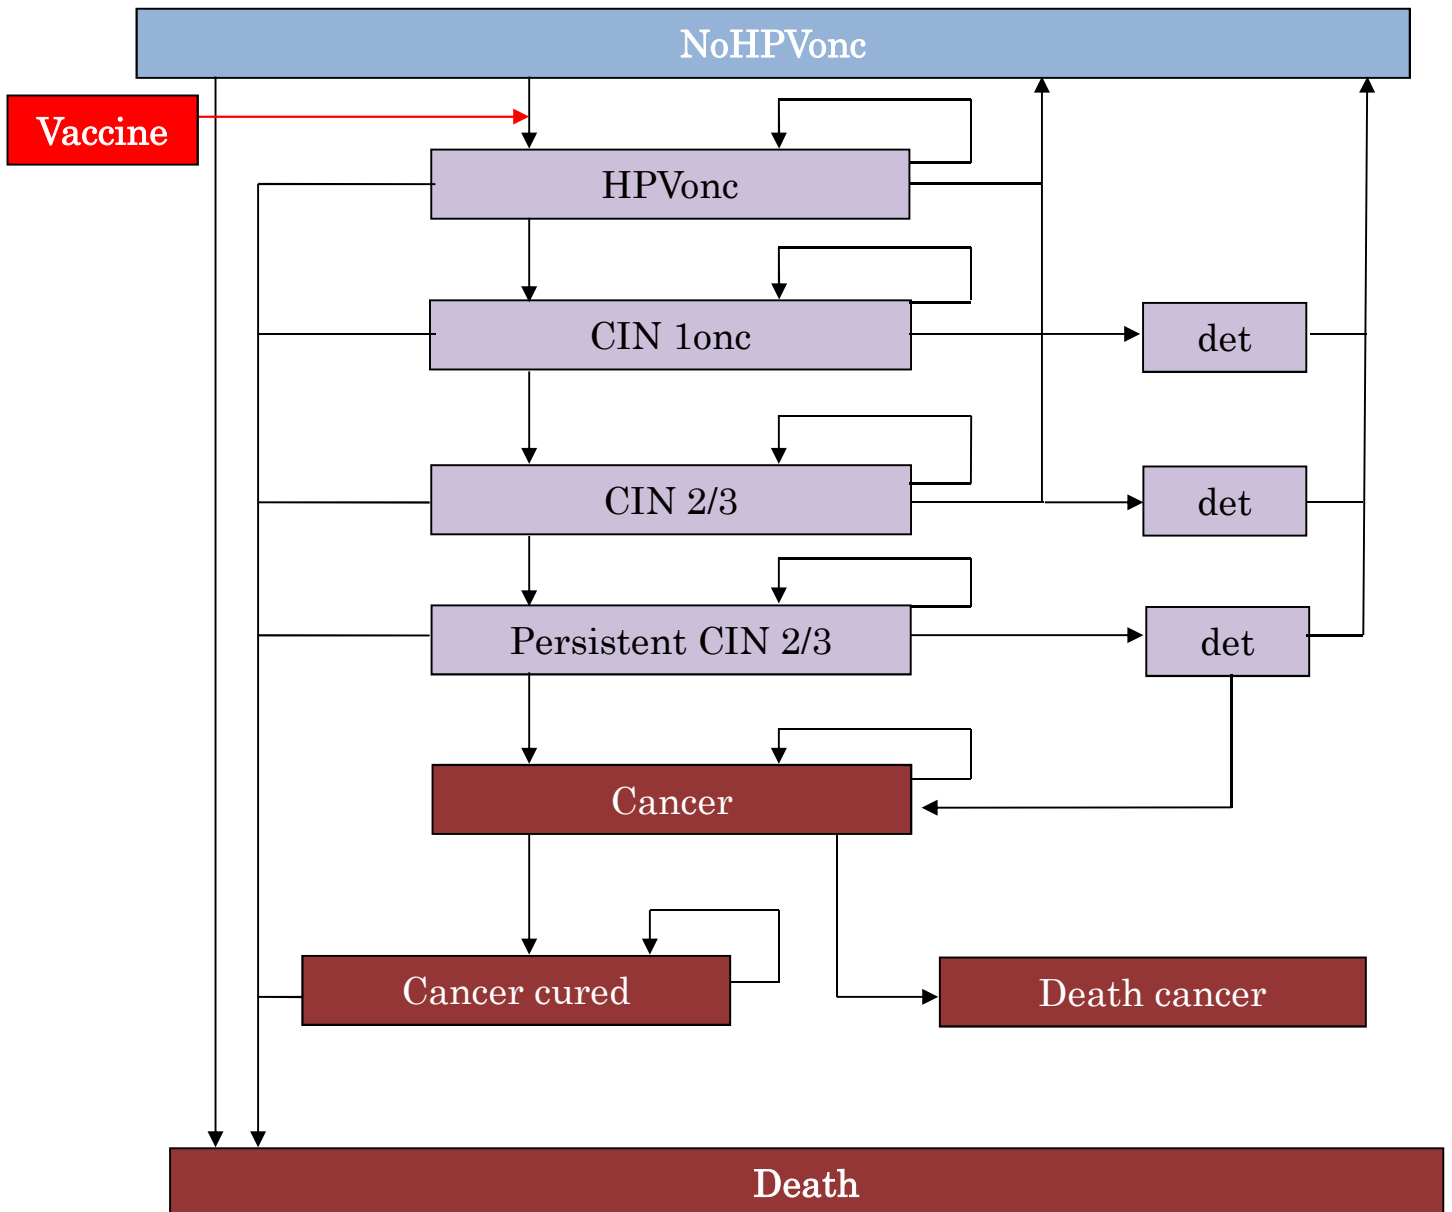 NoHPVonc
Vaccine
HPVonc
CIN 1onc
det
CIN 2/3
det
Persistent CIN 2/3
det
Cancer
Cancer cured
Death cancer
Death